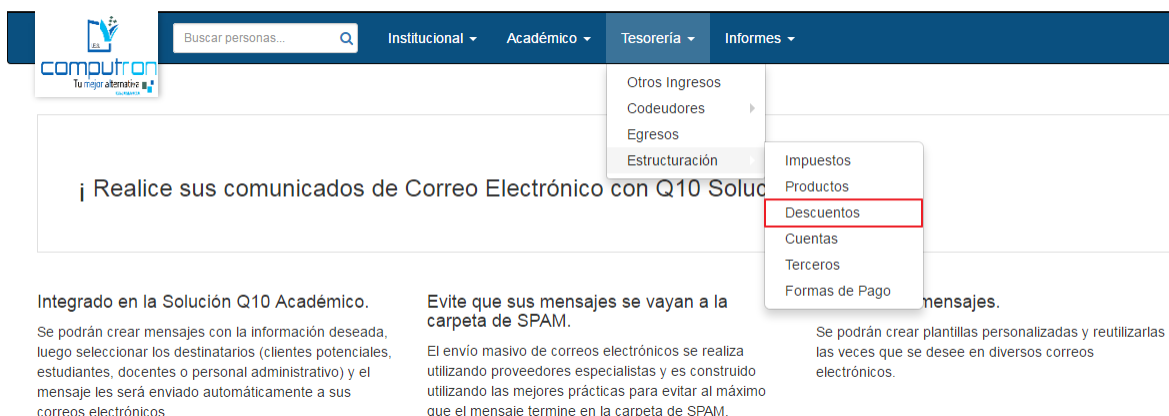 Buscar personas...
Institucional
Académico
Tesorería
Informes
computron
Tu mejor alternativa
Otros Ingresos
Codeudores
Egresos
Estructuración
Impuestos
Productos
Descuentos
Cuentas
Terceros
Formas de Pago
¡ Realice sus comunicados de Correo Electrónico con Q10
Integrado en la Solución Q10 Académico.
Se podrán crear mensajes con la información deseada,
luego seleccionar los destinatarios (clientes potenciales,
estudiantes, docentes o personal administrativo) y el
mensaje les será enviado automáticamente a sus
correos electrónicos
Evite que sus mensajes se vayan a la
carpeta de SPAM.
El envío masivo de correos electrónicos se realiza
utilizando proveedores especialistas y es construido
utilizando las mejores prácticas para evitar al máximo
que el mensaje termine en la carpeta de SPAM.
mensajes.
Se podrán crear plantillas personalizadas y reutilizarlas
las veces que se desee en diversos correos
electrónicos.